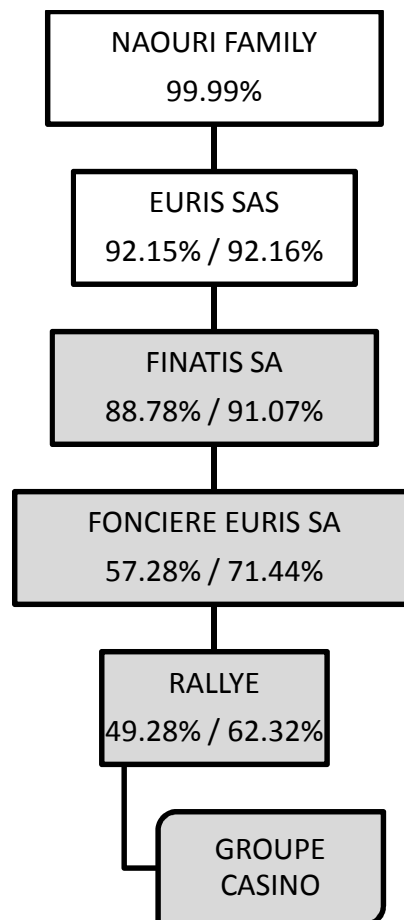 NAOURI FAMILY
99.99%
EURIS SAS
92.15% / 92.16%
FINATIS SA
88.78% / 91.07%
FONCIERE EURIS SA
57.28% / 71.44%
RALLYE
49.28% / 62.32%
GROUPE
CASINO